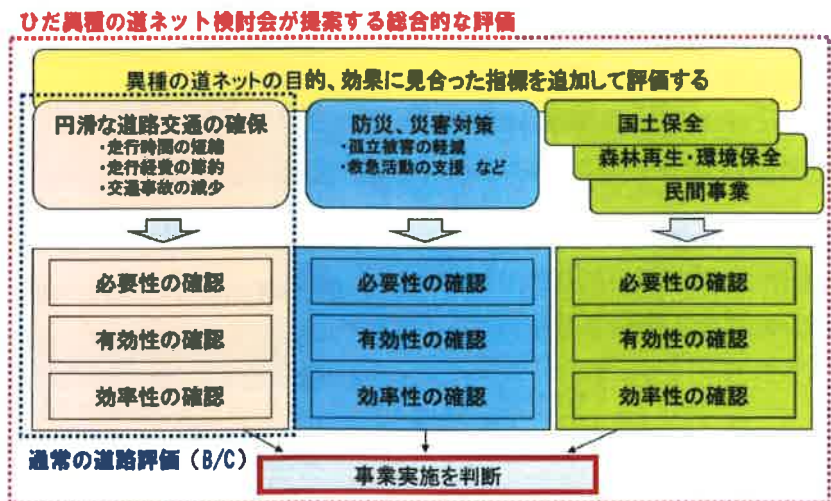 ひだ異種の道ネット検討会が提案する総合的な評価
異種の道ネットの目的、効果に見合った指標を追加して評価する
円滑な道路交通の確保
・走行時間の短縮
・走行経費の節約
・交通事故の減少
防災、災害対策
・孤立被害の軽減
・救急活動の支援 など
国土保全
森林再生・環境保全
民間事業
必要性の確認
有効性の確認
効率性の確認
必要性の確認
有効性の確認
効率性の確認
必要性の確認
有効性の確認
効率性の確認
通常の道路評価（B/C）
事業実施を判断